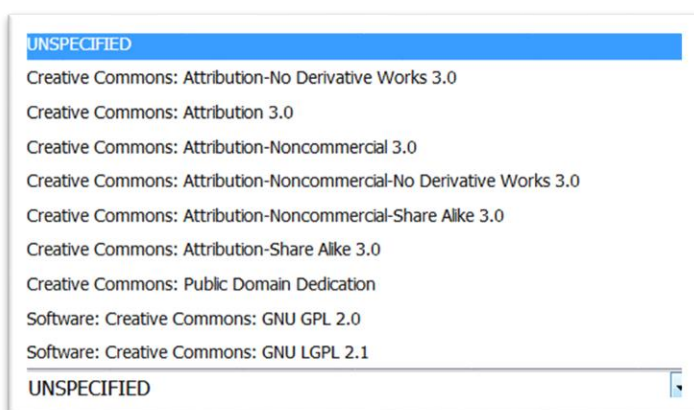 UNSPECIFIED
Creative Commons: Attribution-No Derivative Works 3.0
Creative Commons: Attribution 3.0
Creative Commons: Attribution-Noncommercial 3.0
Creative Commons: Attribution-Noncommercial-No Derivative Works 3.0
Creative Commons: Attribution-Noncommercial-Share Alike 3.0
Creative Commons: Attribution-Share Alike 3.0
Creative Commons: Public Domain Dedication
Software: Creative Commons: GNU GPL 2.0
Software: Creative Commons: GNU LGPL 2.1
UNSPECIFIED